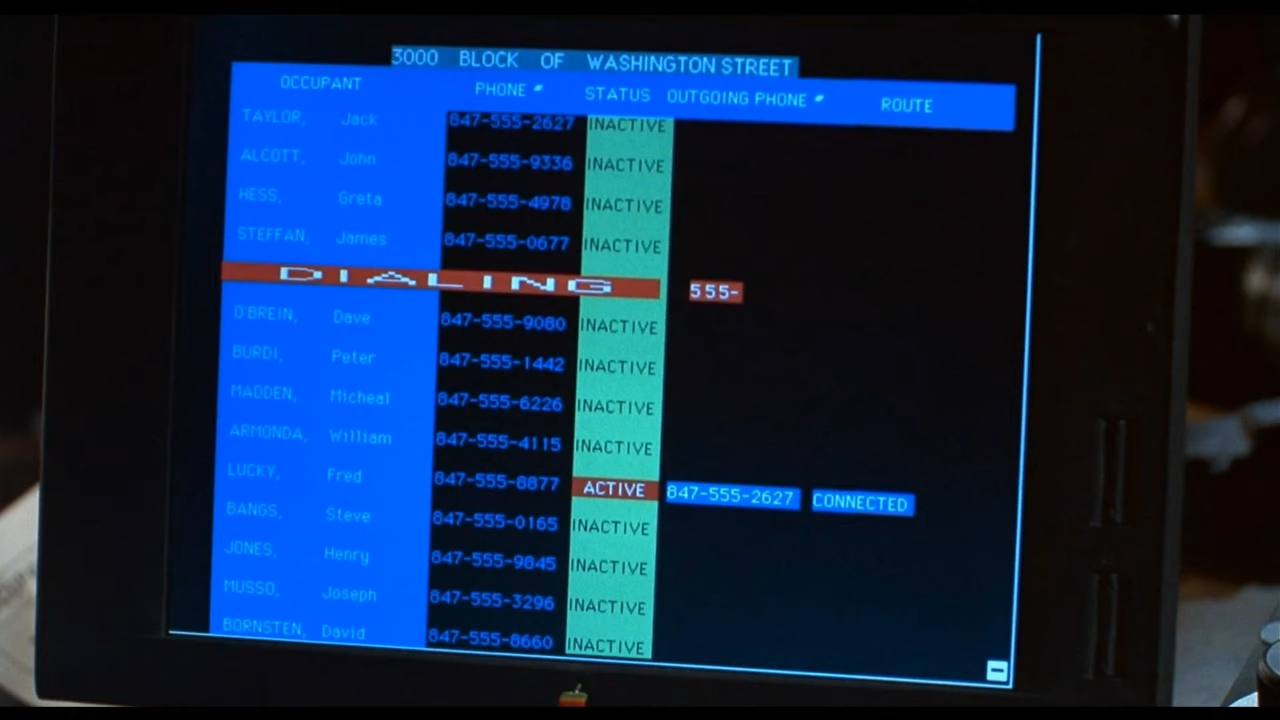 3000 BLOCK OF WASHINGTON STREET
OCCUPANT PHONE # STATUS OUTGOING PHONE # ROUTE
TAYLOR, Jack 847-555-2627 INACTIVE
ALCOTT, John 847-555-9336 INACTIVE
HESS, Greta 847-555-4978 INACTIVE
STEFFAN, James 847-555-0677 INACTIVE
DIALING 555-
O'BREIN, Dave 847-555-9080 INACTIVE
BURDI, Peter 847-555-1442 INACTIVE
MADDEN, Micheal 847-555-6226 INACTIVE
ARMONDA, William 847-555-4115 INACTIVE
LUCKY, Fred 847-555-8877 ACTIVE 847-555-2627 CONNECTED
BANGS, Steve 847-555-0165 INACTIVE
JONES, Henry 847-555-9845 INACTIVE
MUSSO, Joseph 847-555-3296 INACTIVE
BORNSTEN, David 847-555-8660 INACTIVE